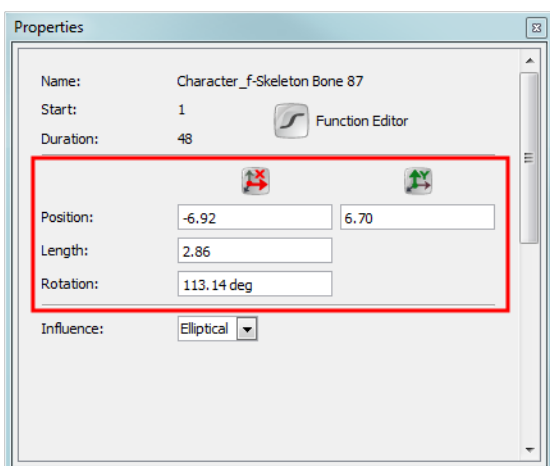 Properties
Name: Character_f-Skeleton Bone 87
Start: 1 Function Editor
Duration: 48
X Y
Position: -6.92 6.70
Length: 2.86
Rotation: 113.14 deg
Influence: Elliptical